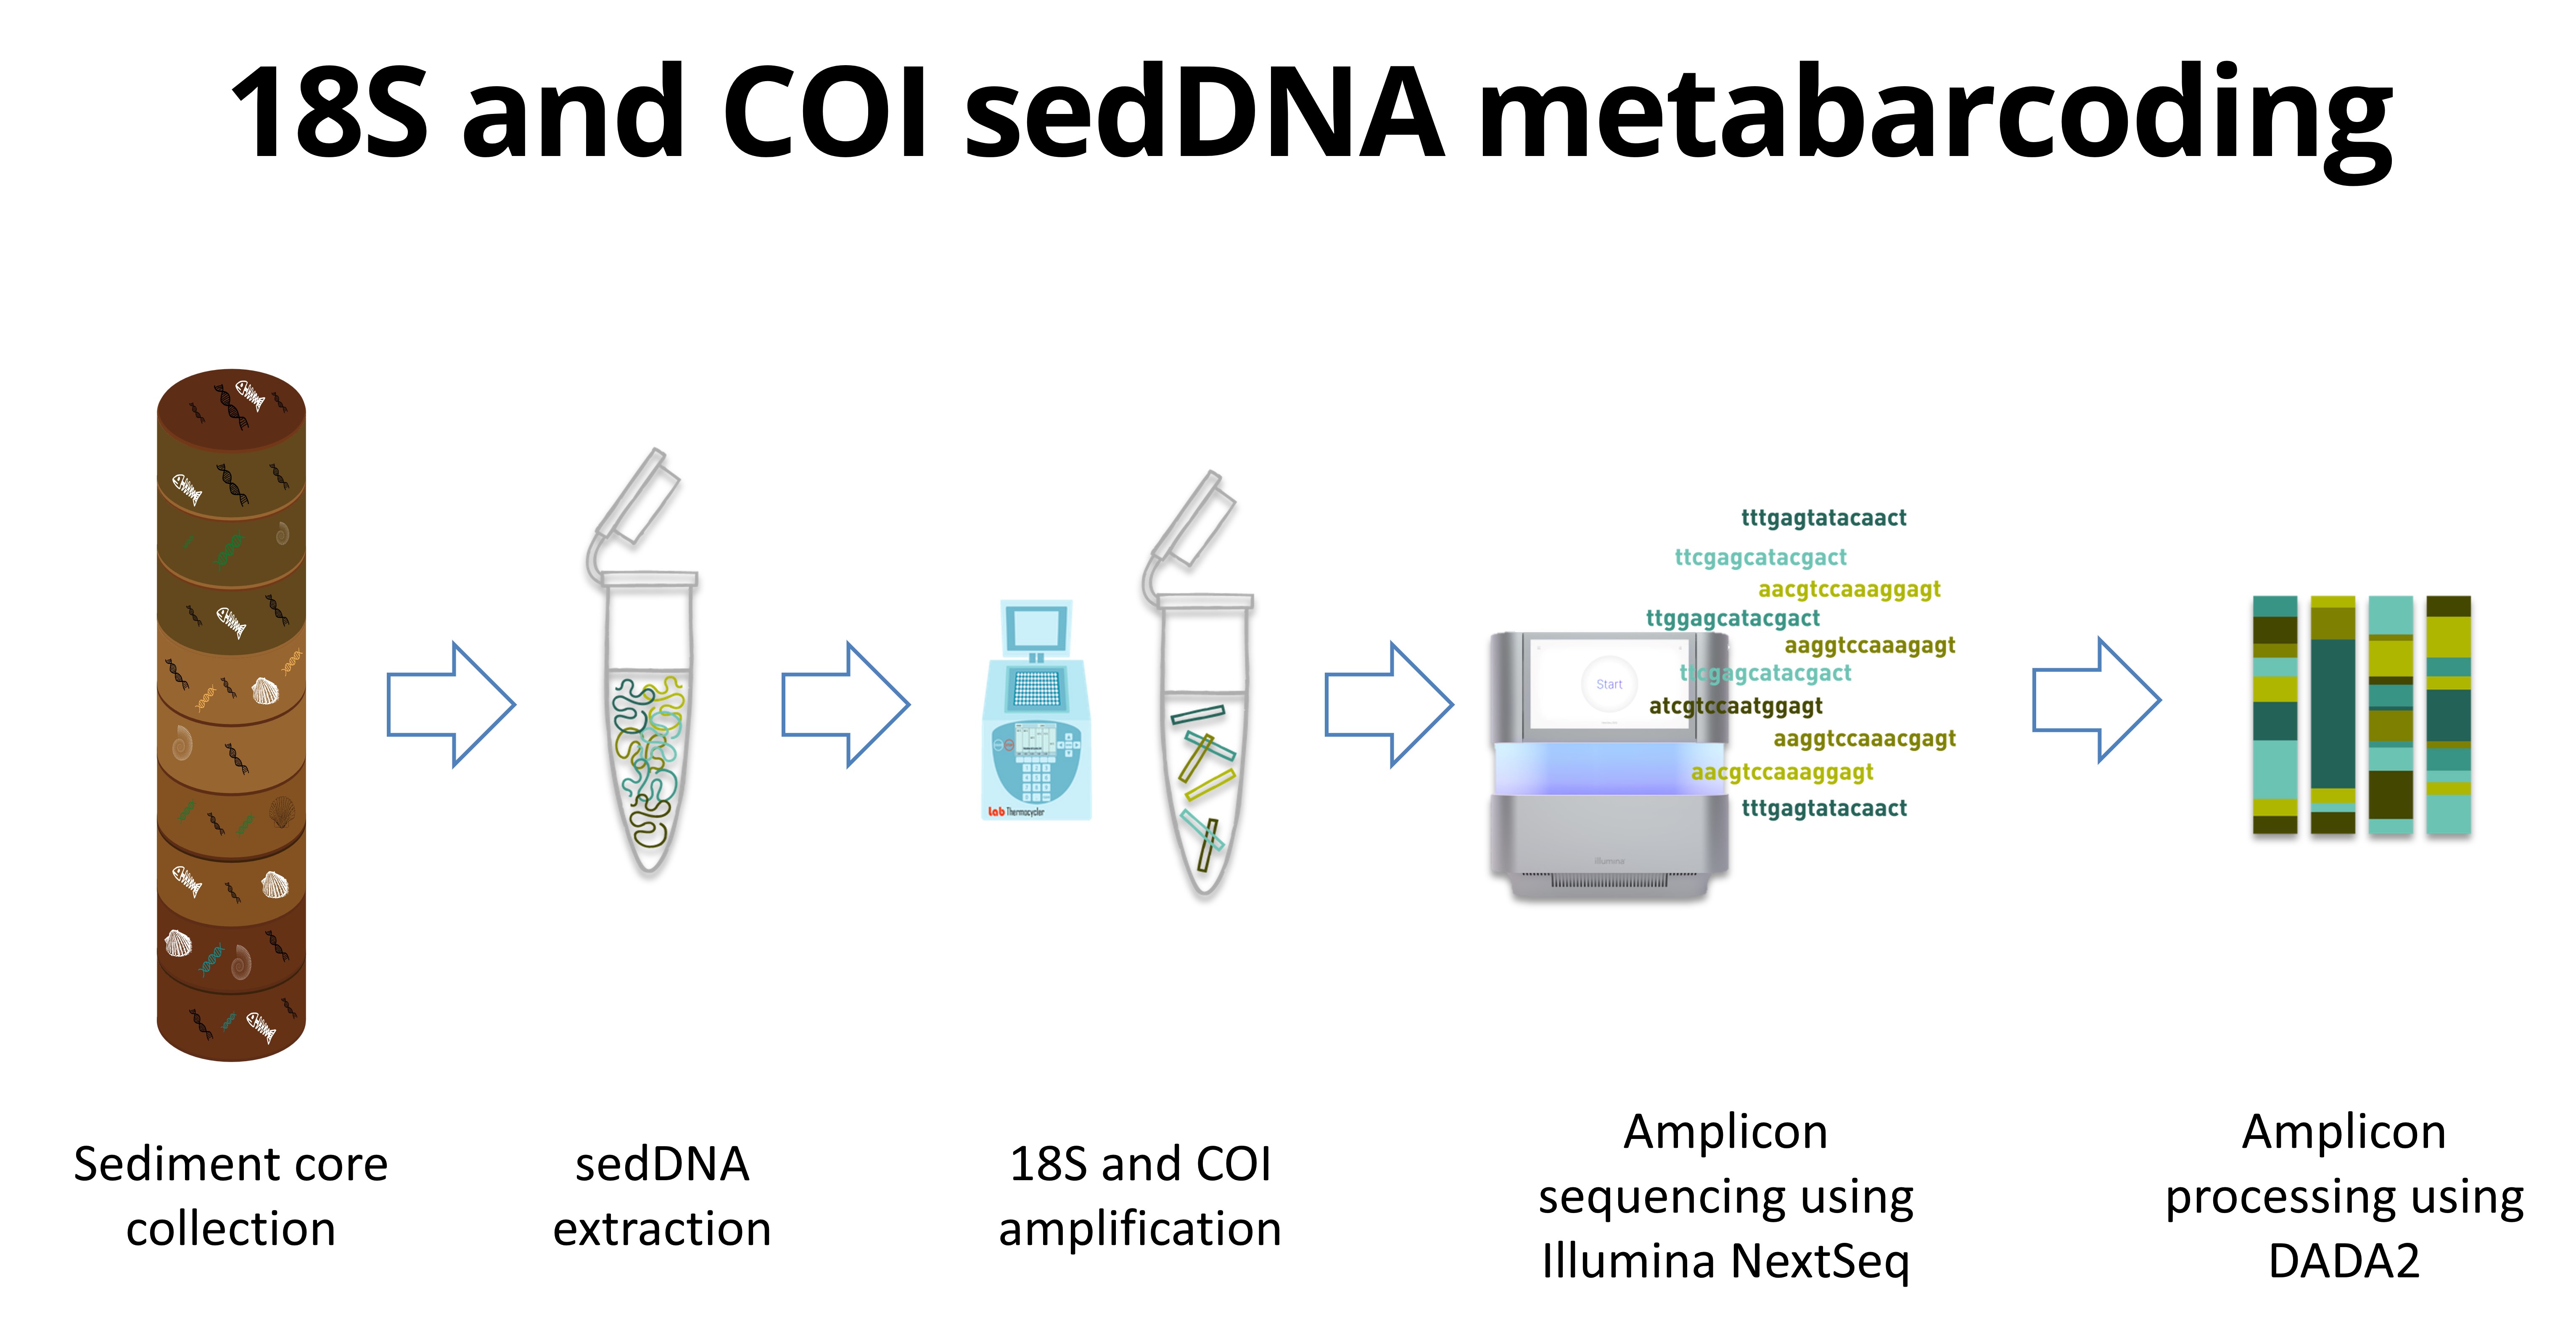 18S and COI sedDNA metabarcoding
tttgagtatacaact
ttcgagcatacgact
aacgtccaaaggagt
ttggagcatacgact
aaggtccaaagagt
ttcgagcatacgact
Start
atcgtccaatggagt
aaggtccaaacgagt
aacgtccaaaggagt
tttgagtatacaact
Lab Thermocycler
illumina
Sediment core
collection
sedDNA
extraction
18S and COI
amplification
Amplicon
sequencing using
Illumina NextSeq
Amplicon
processing using
DADA2